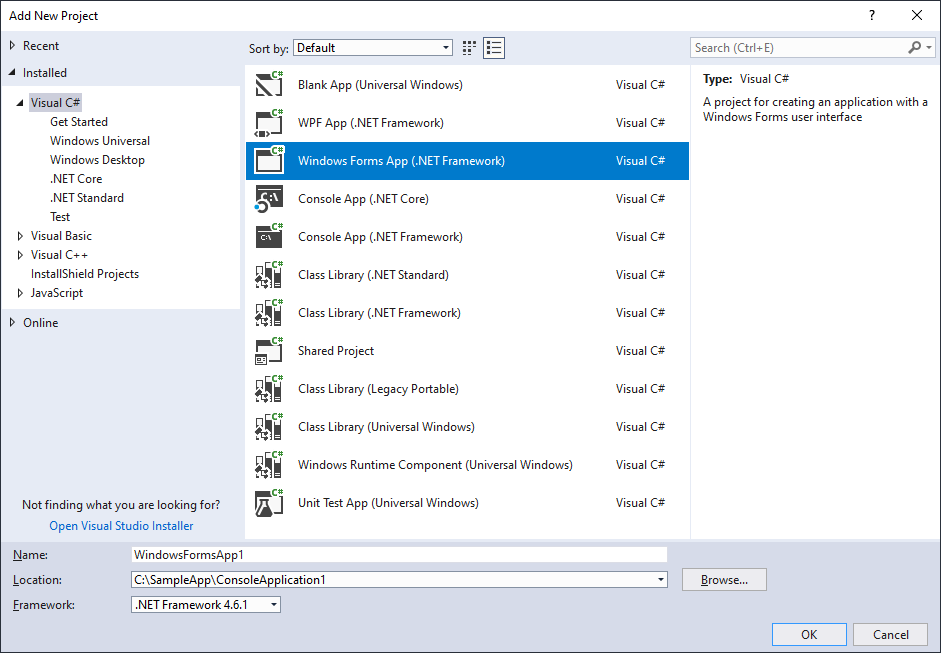 Add New Project
?
Recent
Installed
Visual C#
Get Started
Windows Universal
Windows Desktop
.NET Core
.NET Standard
Test
Visual Basic
Visual C++
InstallShield Projects
JavaScript
Online
Not finding what you are looking for?
Open Visual Studio Installer
Sort by: Default
C# Blank App (Universal Windows) Visual C#
C# WPF App (.NET Framework) Visual C#
C# Windows Forms App (.NET Framework) Visual C#
C:\ Console App (.NET Core) Visual C#
C# C:\ Console App (.NET Framework) Visual C#
C# Class Library (.NET Standard) Visual C#
C# Class Library (.NET Framework) Visual C#
C# Shared Project Visual C#
C# Class Library (Legacy Portable) Visual C#
C# Class Library (Universal Windows) Visual C#
C# Windows Runtime Component (Universal Windows) Visual C#
C# Unit Test App (Universal Windows) Visual C#
Search (Ctrl+E)
Type: Visual C#
A project for creating an application with a
Windows Forms user interface
Name: WindowsFormsApp1
Location: C:\SampleApp\ConsoleApplication1
Browse...
Framework: .NET Framework 4.6.1
OK
Cancel